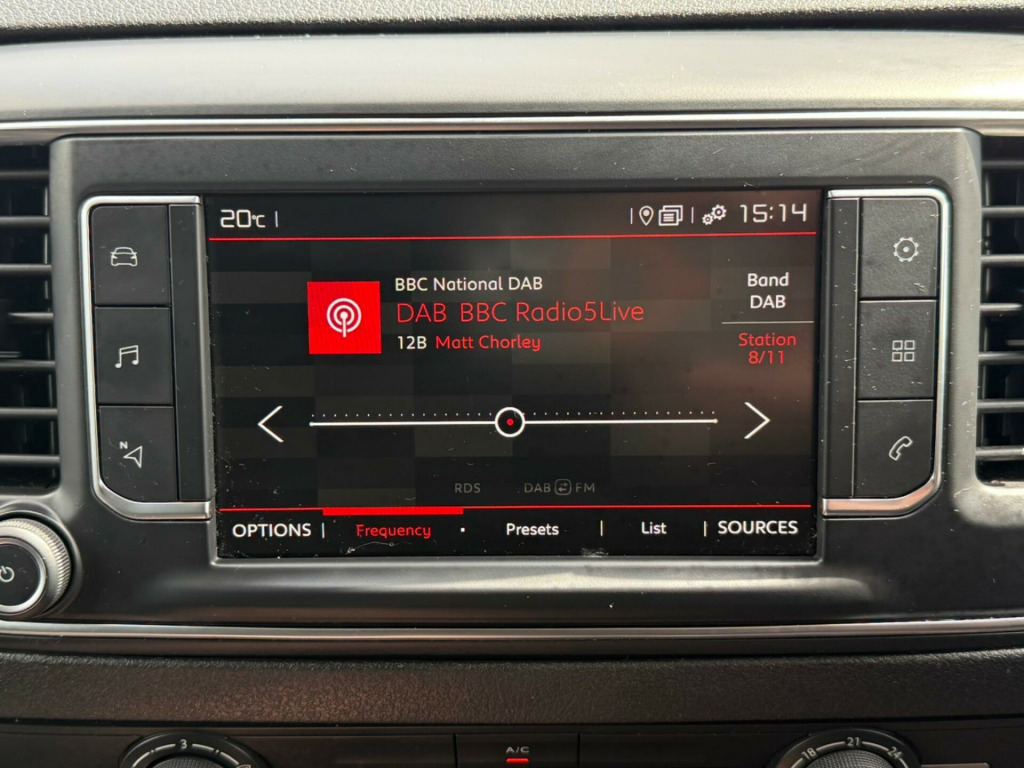 20°C
15:14
BBC National DAB
DAB BBC Radio5Live
12B Matt Chorley
Band
DAB
Station
8/11
N
RDS DAB FM
OPTIONS Frequency Presets List SOURCES
3
A/C
18 21 24